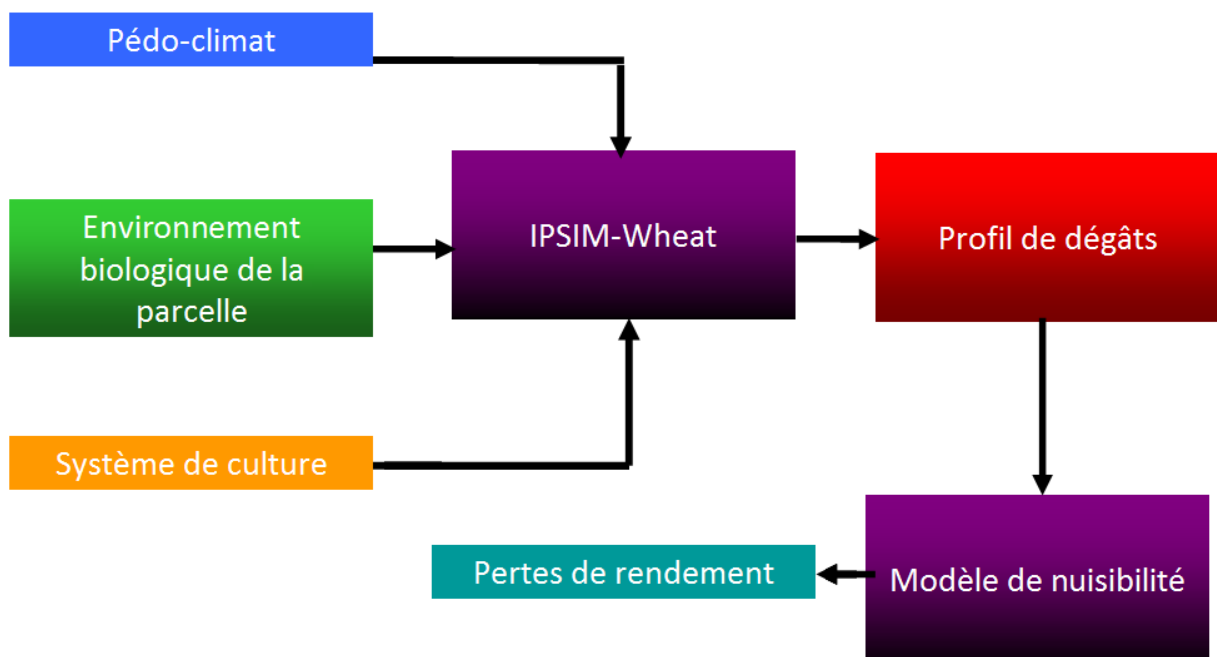 Pédo-climat
Environnement
biologique de la
parcelle
IPSIM-Wheat
Profil de dégâts
Système de culture
Pertes de rendement
Modèle de nuisibilité